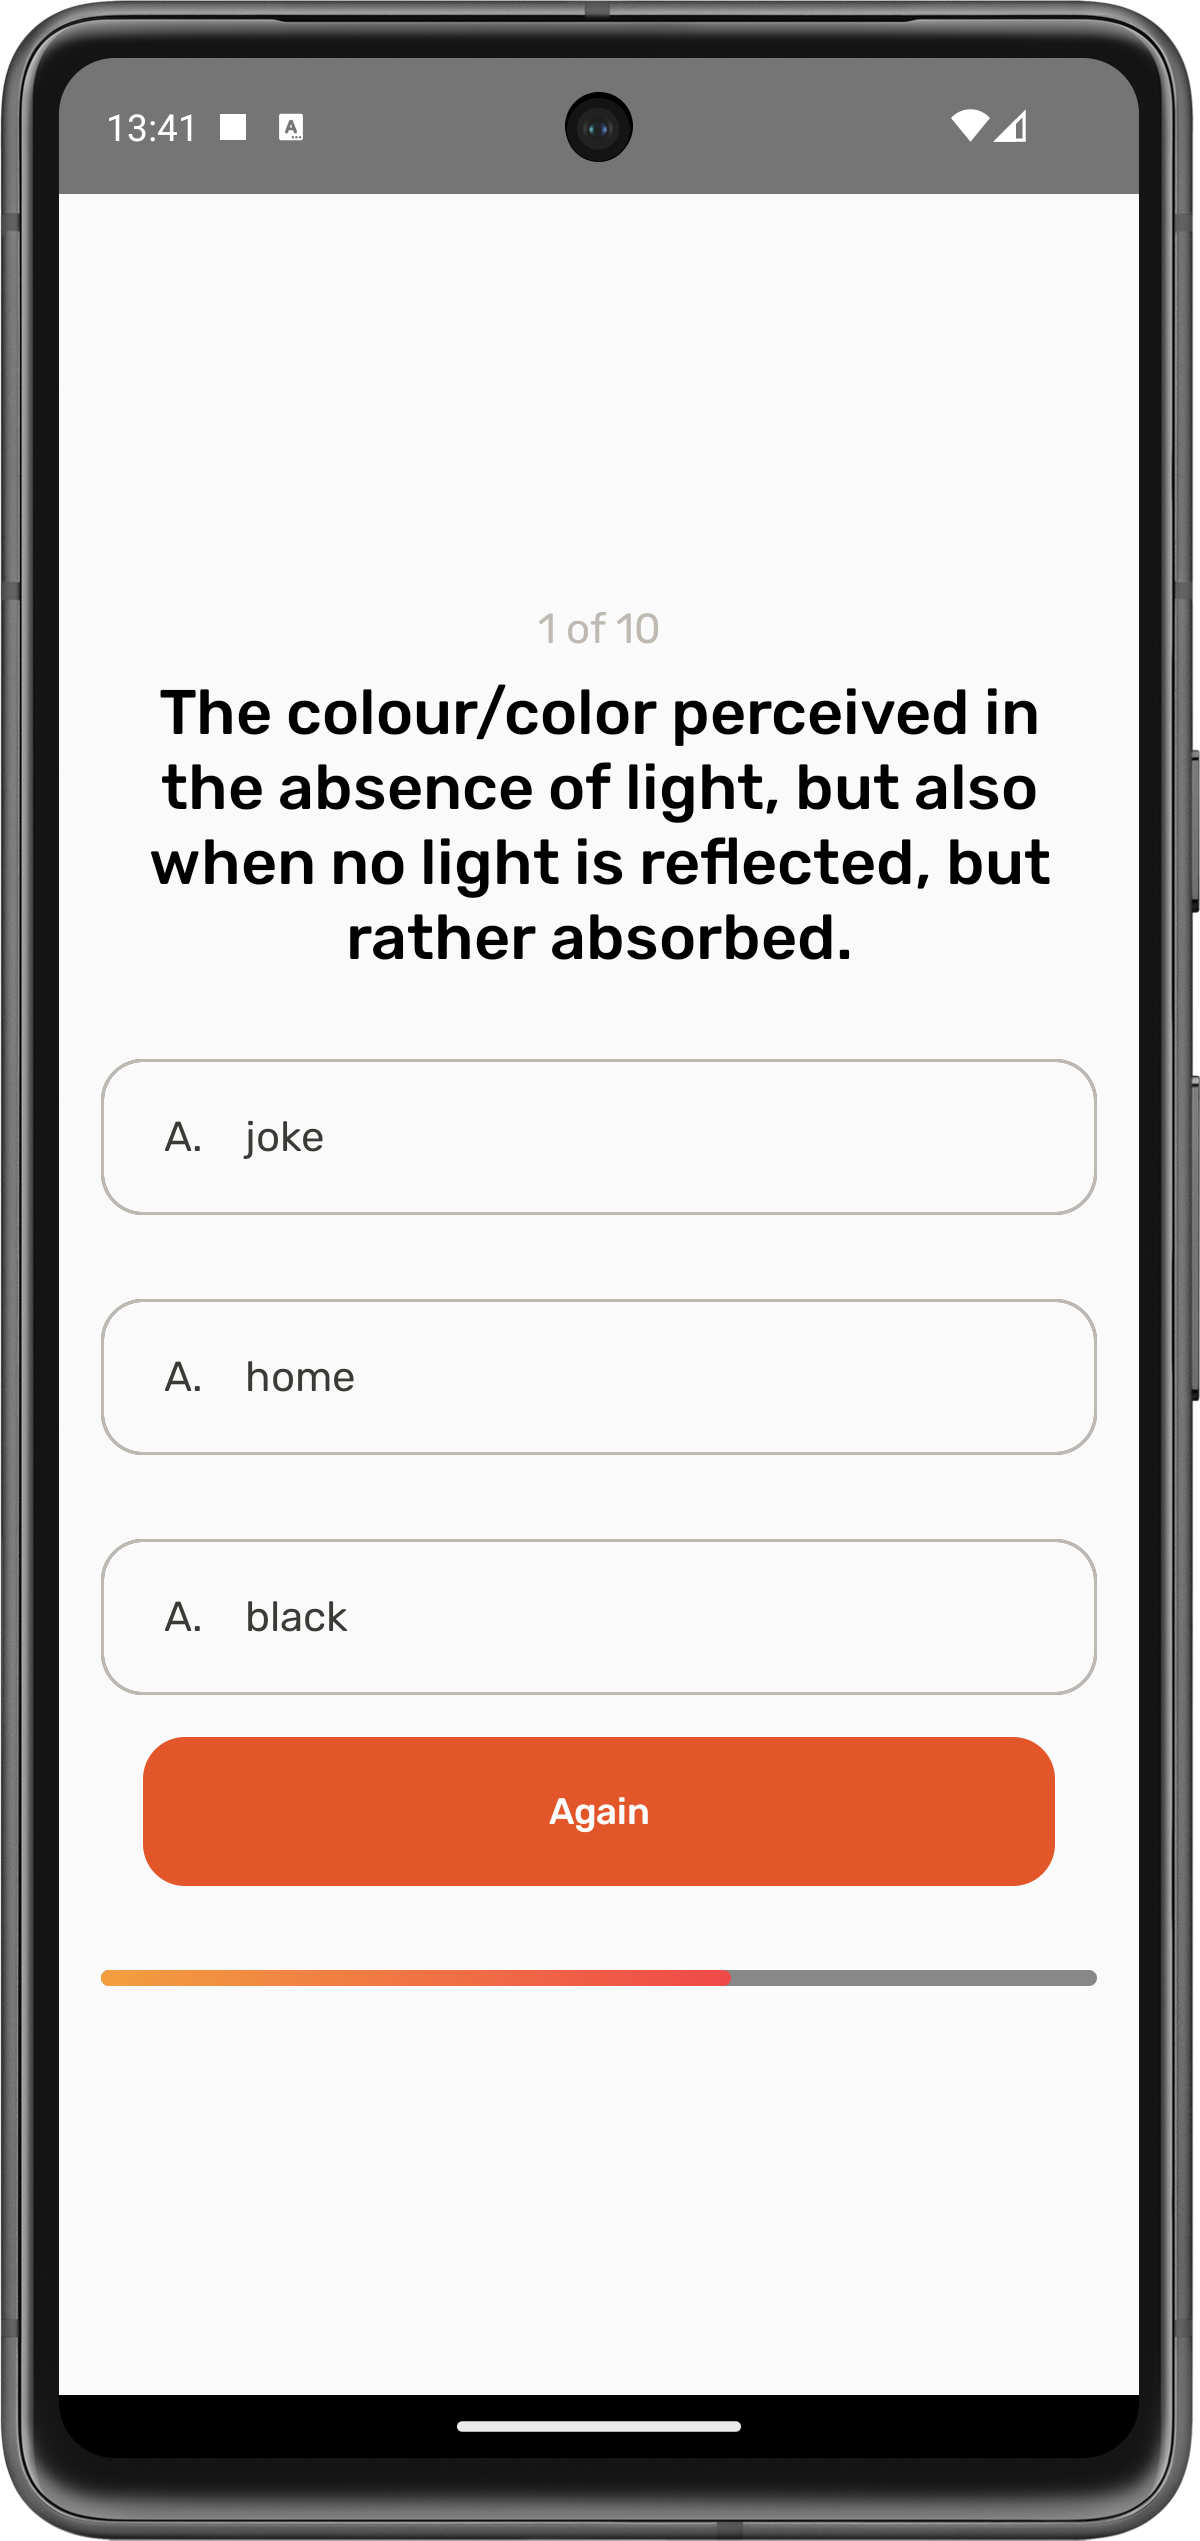 13:41 A
1 of 10
The colour/color perceived in
the absence of light, but also
when no light is reflected, but
rather absorbed.
A. joke
A. home
A. black
Again